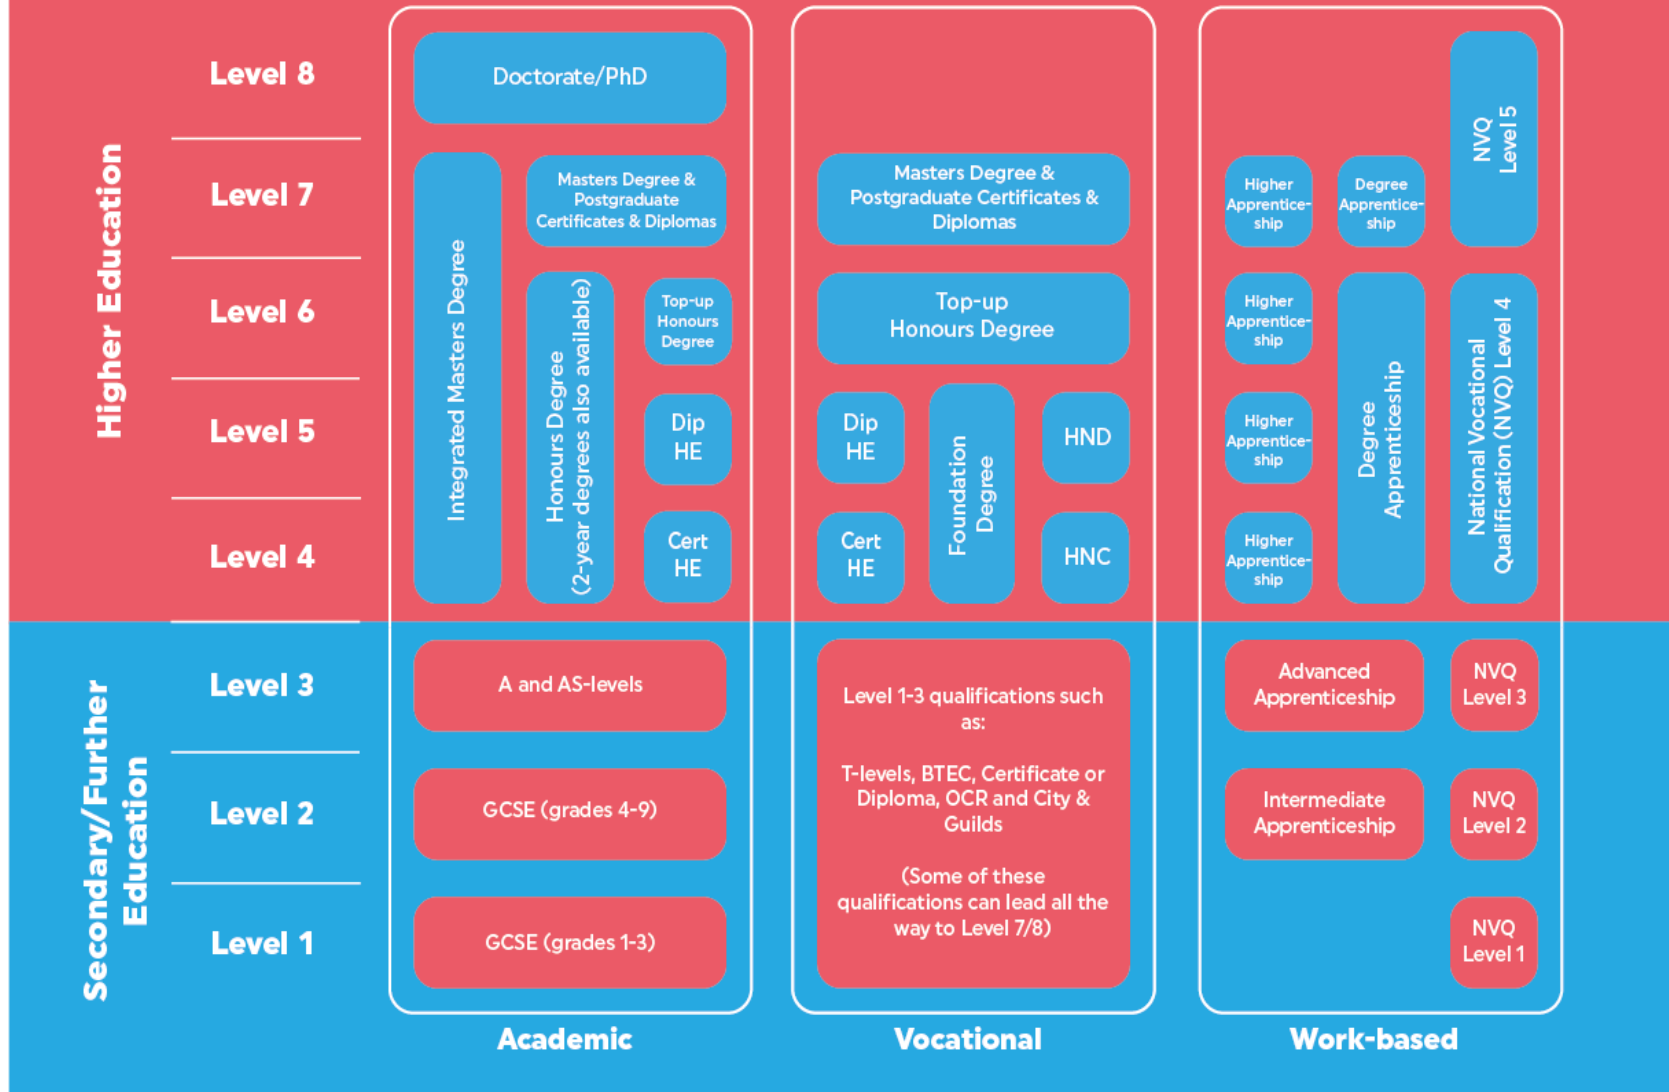 Higher Education
Secondary/Further
Education
Level 8
Level 7
Level 6
Level 5
Level 4
Level 3
Level 2
Level 1
Doctorate/PhD
Integrated Masters Degree
Masters Degree &
Postgraduate
Certificates & Diplomas
Honours Degree
(2-year degrees also available)
Top-up
Honours
Degree
Dip
HE
Cert
HE
A and AS-levels
GCSE (grades 4-9)
GCSE (grades 1-3)
Academic
Masters Degree &
Postgraduate Certificates &
Diplomas
Top-up
Honours Degree
Dip
HE
Foundation
Degree
HND
Cert
HE
HNC
Level 1-3 qualifications such
as:
T-levels, BTEC, Certificate or
Diploma, OCR and City &
Guilds
(Some of these
qualifications can lead all the
way to Level 7/8)
Vocational
NVQ
Level 5
Higher
Apprentice-
ship
Degree
Apprentice-
ship
Higher
Apprentice-
ship
Degree
Apprenticeship
National Vocational
Qualification (NVQ) Level 4
Higher
Apprentice-
ship
Higher
Apprentice-
ship
Advanced
Apprenticeship
NVQ
Level 3
Intermediate
Apprenticeship
NVQ
Level 2
NVQ
Level 1
Work-based